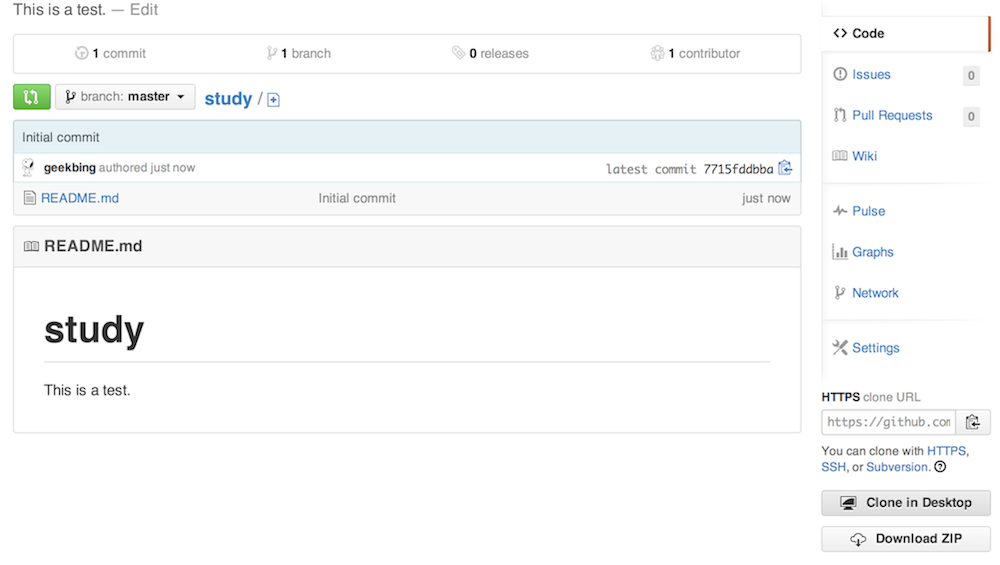 This is a test. — Edit
1 commit
1 branch
0 releases
1 contributor
branch: master
study /
Initial commit
geekbing authored just now
latest commit 7715fddbba
README.md
Initial commit
just now
README.md
study
This is a test.
Code
Issues
0
Pull Requests
0
Wiki
Pulse
Graphs
Network
Settings
HTTPS clone URL
https://github.com
You can clone with HTTPS,
SSH, or Subversion.
Clone in Desktop
Download ZIP